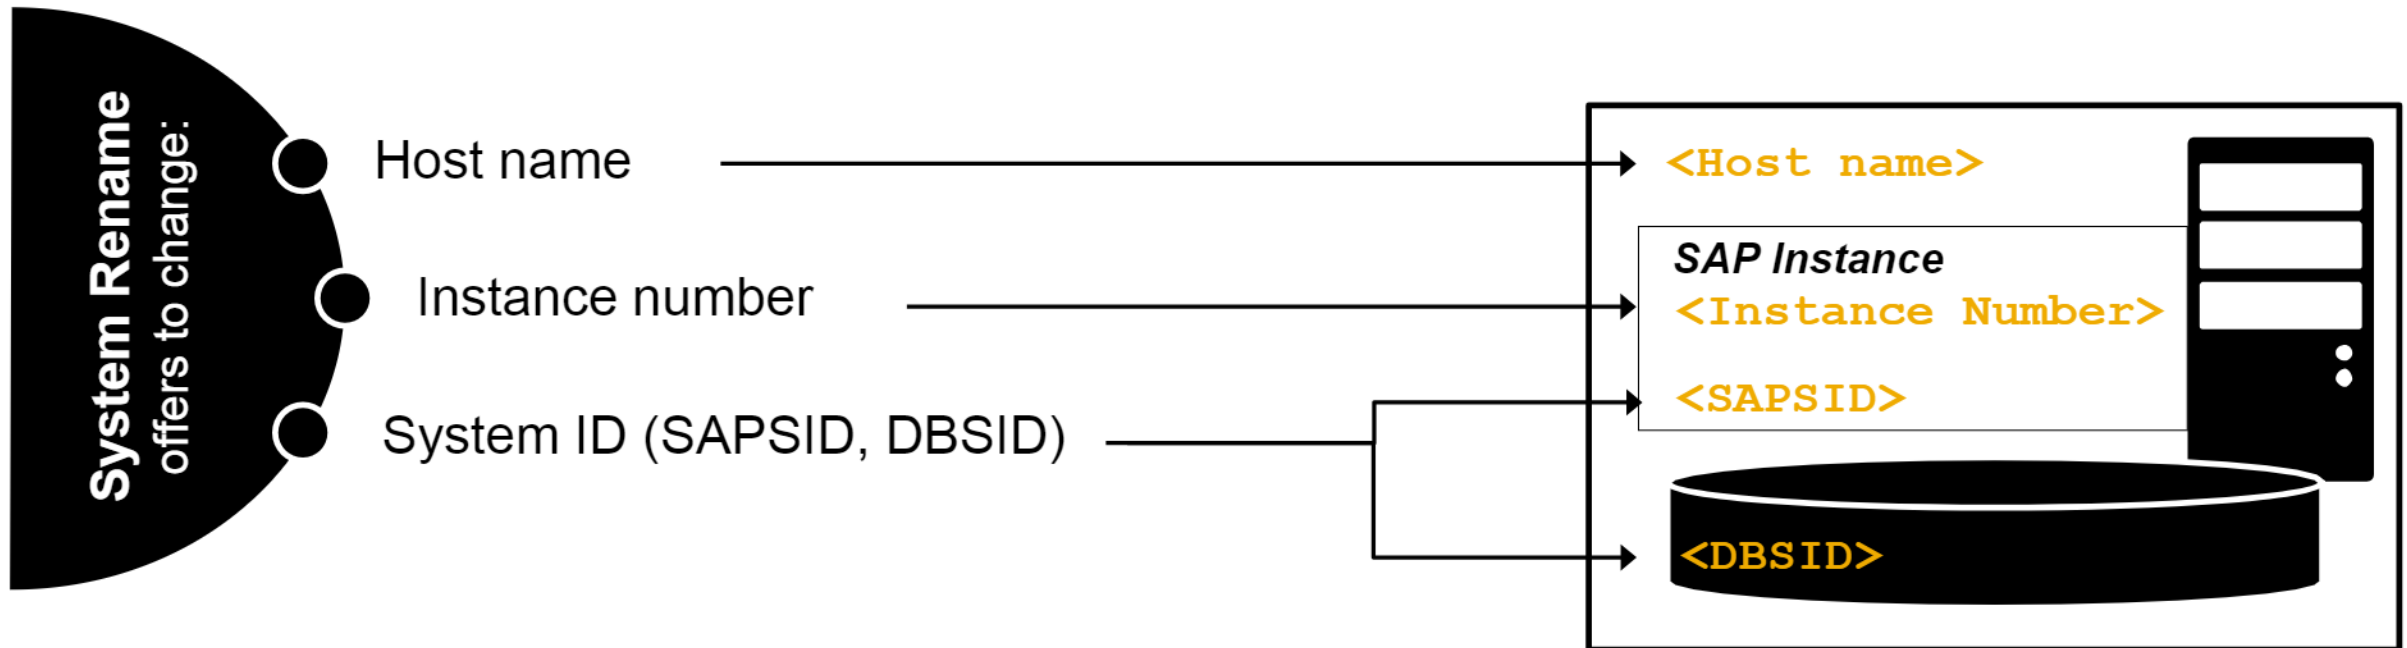 System Rename
offers to change:
Host name
Instance number
System ID (SAPSID, DBSID)
<Host name>
SAP Instance
<Instance Number>
<SAPSID>
<DBSID>